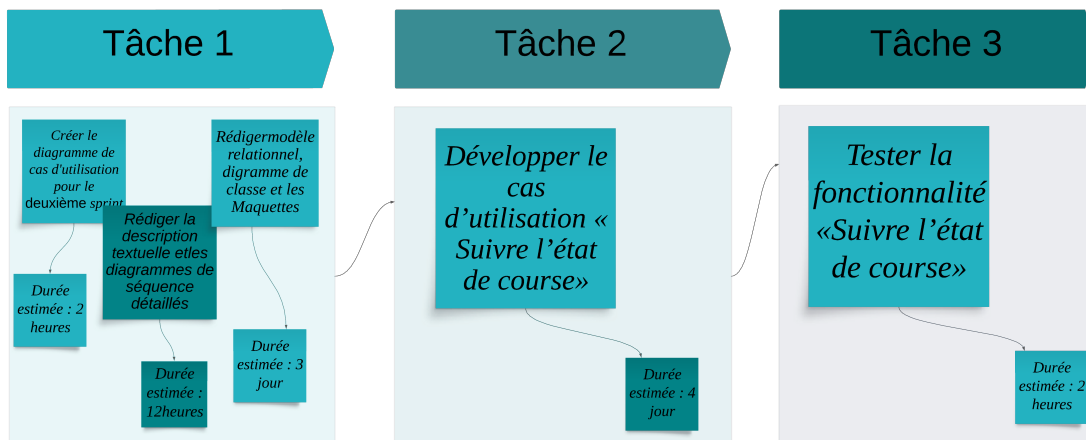 Tâche 1
Tâche 2
Tâche 3
Créer le
diagramme de
cas d'utilisation
pour le
deuxième sprint
Rédigermodèle
relationnel,
digramme de
classe et les
Maquettes
Rédiger la
description
textuelle etles
diagrammes de
séquence
détaillés
Durée
estimée : 2
heures
Durée
estimée : 3
jour
Durée
estimée :
12heures
Développer le
cas
d’utilisation «
Suivre l’état
de course»
Durée
estimée : 4
jour
Tester la
fonctionnalité
«Suivre l’état
de course»
Durée
estimée : 2
heures